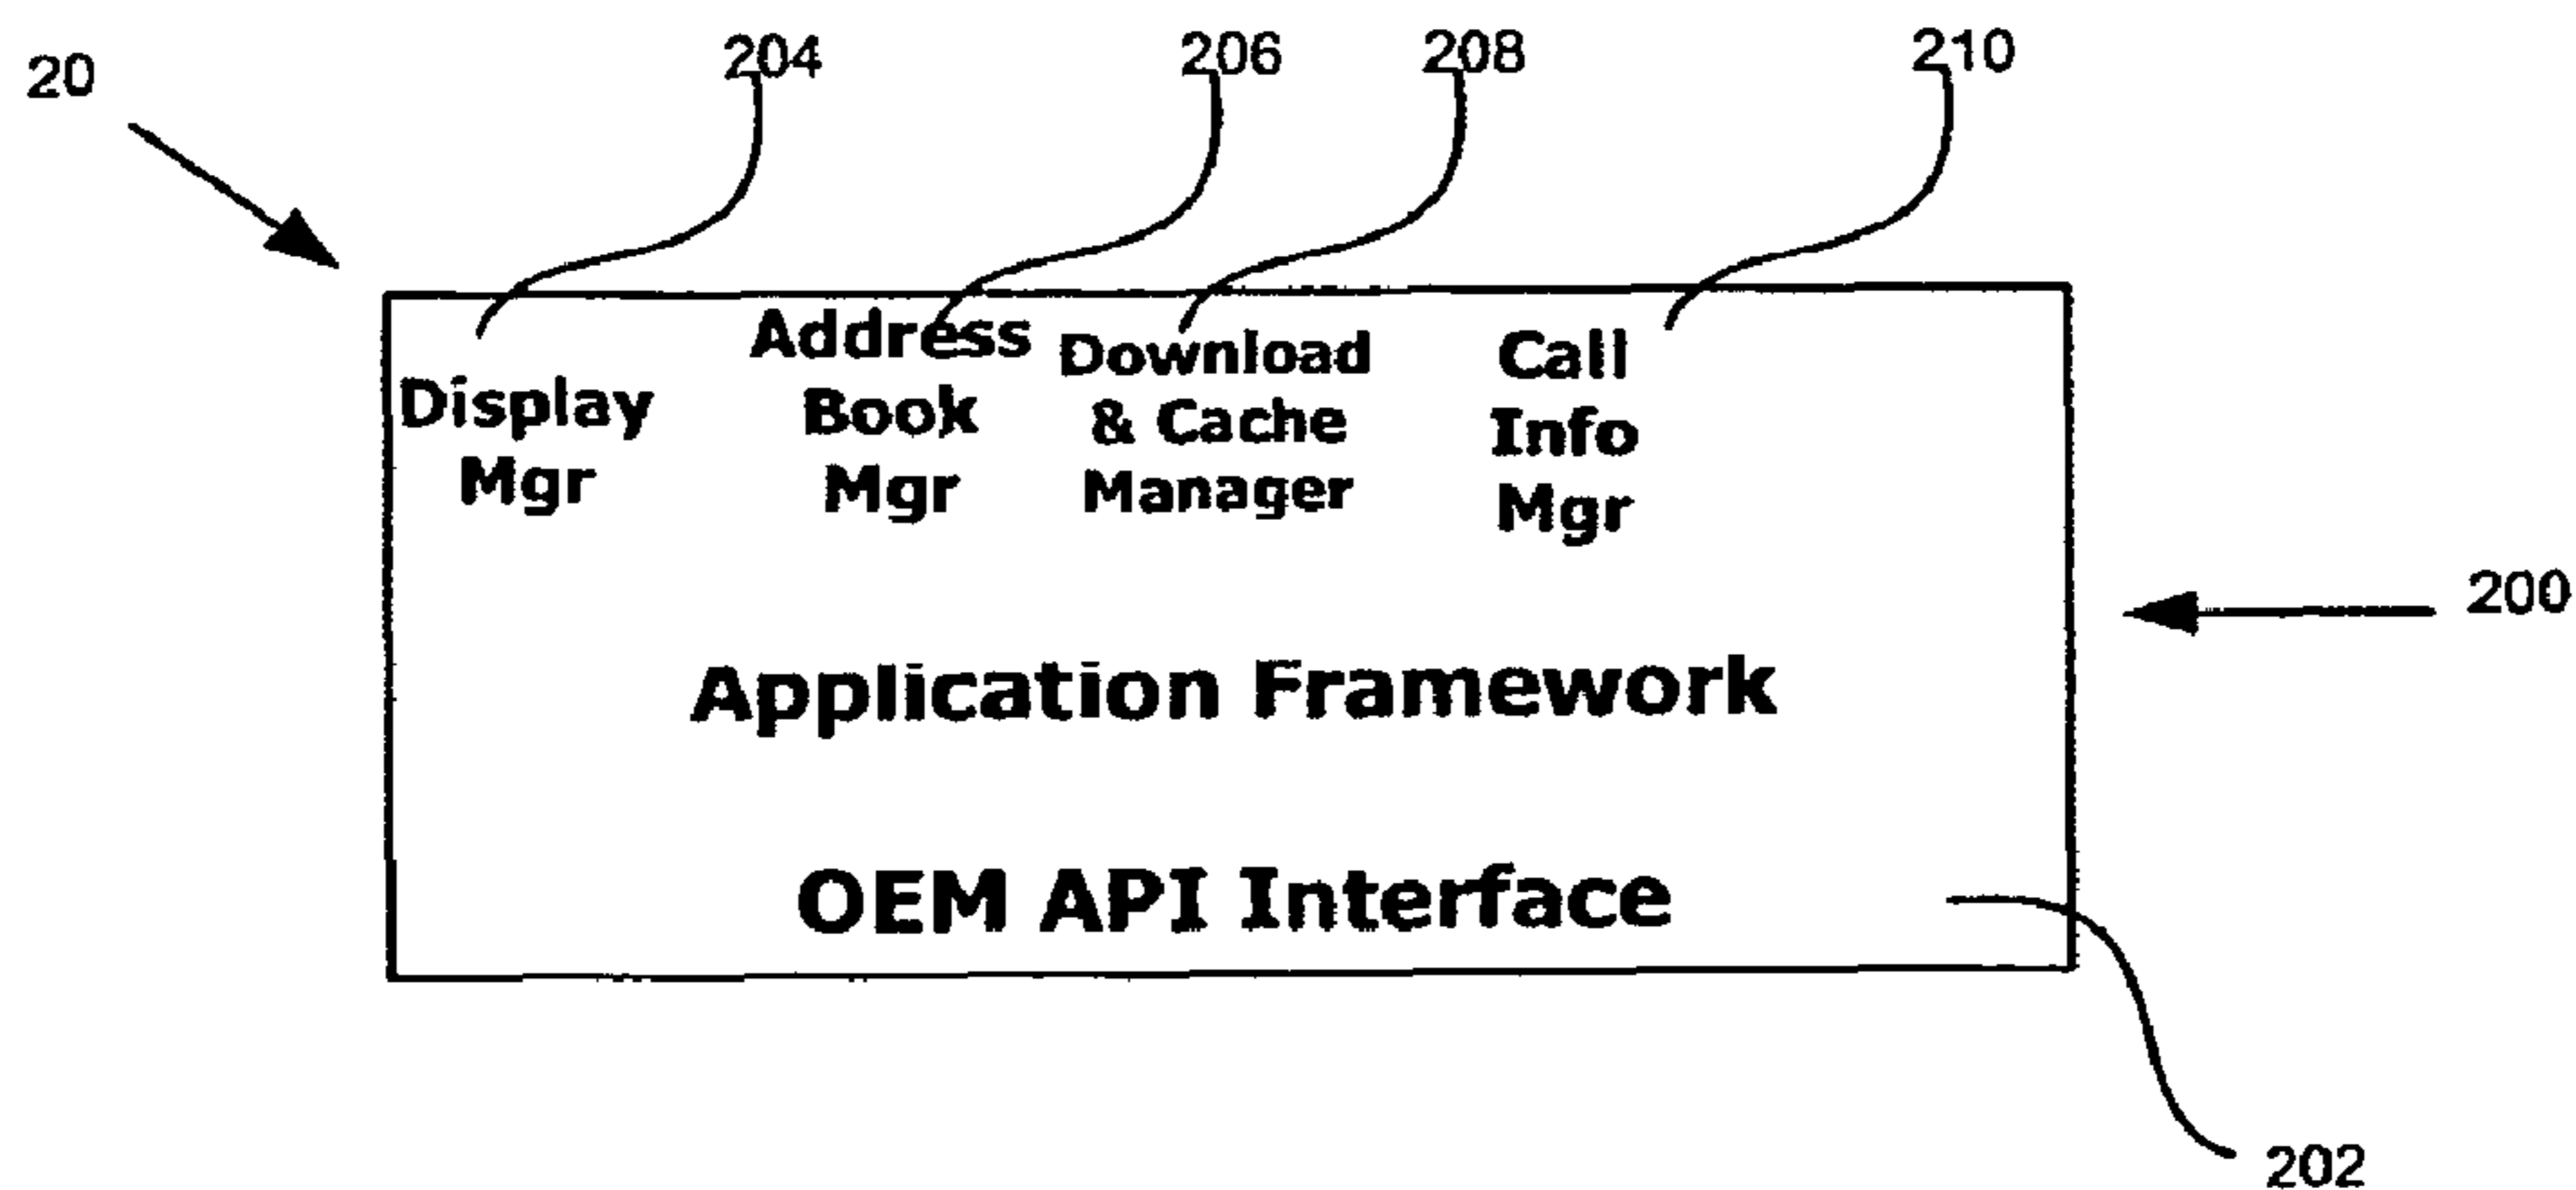 20
204
206
208
210
Display
Mgr
Address
Book
Mgr
Download
& Cache
Manager
Call
Info
Mgr
200
Application Framework
OEM API Interface
202